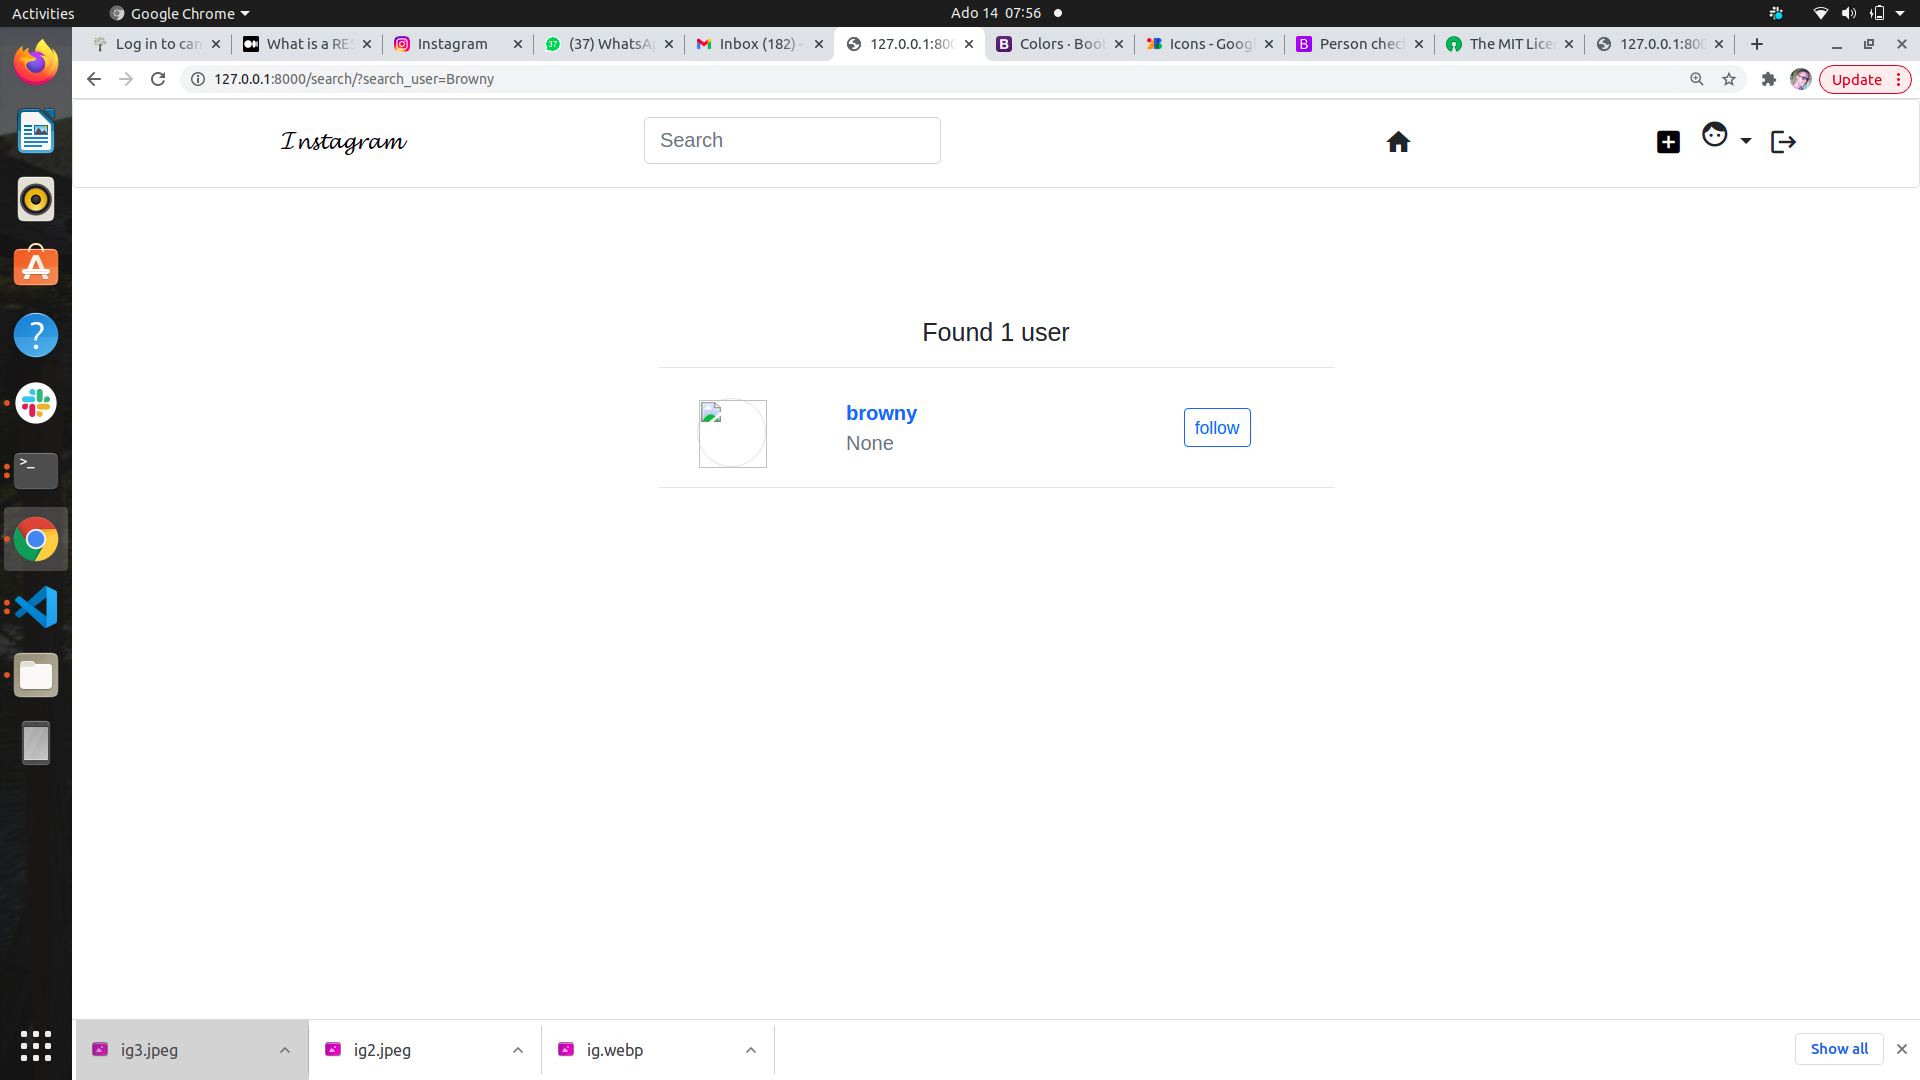 Activities
Google Chrome
Ado 14 07:56
Log in to can
What is a RES
Instagram
(37) WhatsA
Inbox (182) -
127.0.0.1:800
Colors · Boo
Icons - Goog
Person chec
The MIT Lice
127.0.0.1:800
127.0.0.1:8000/search/?search_user=Browny
Update
Instagram
Search
Found 1 user
browny
None
follow
ig3.jpeg
ig2.jpeg
ig.webp
Show all